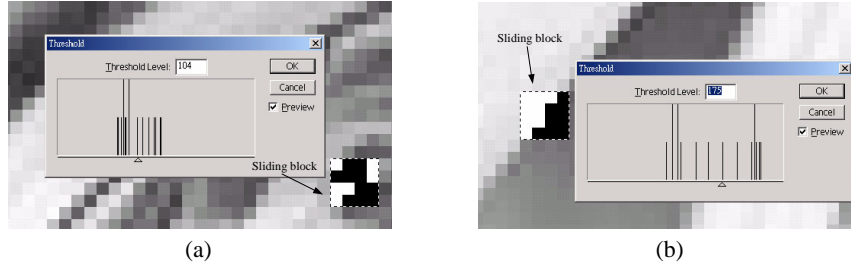 Threshold
Threshold Level: 104
OK
Cancel
Preview
Sliding block
(a)
Sliding block
Threshold
Threshold Level: 175
OK
Cancel
Preview
(b)